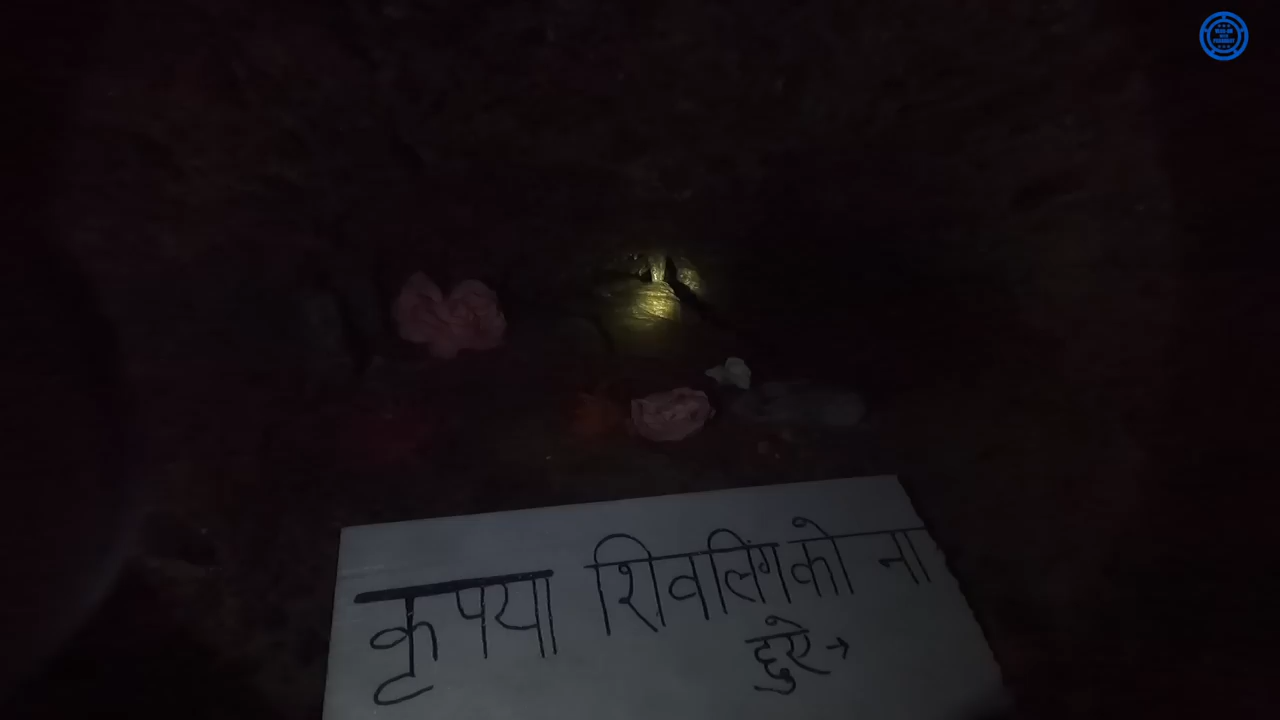 कृपया शिवलिंग को ना
छुऐ →